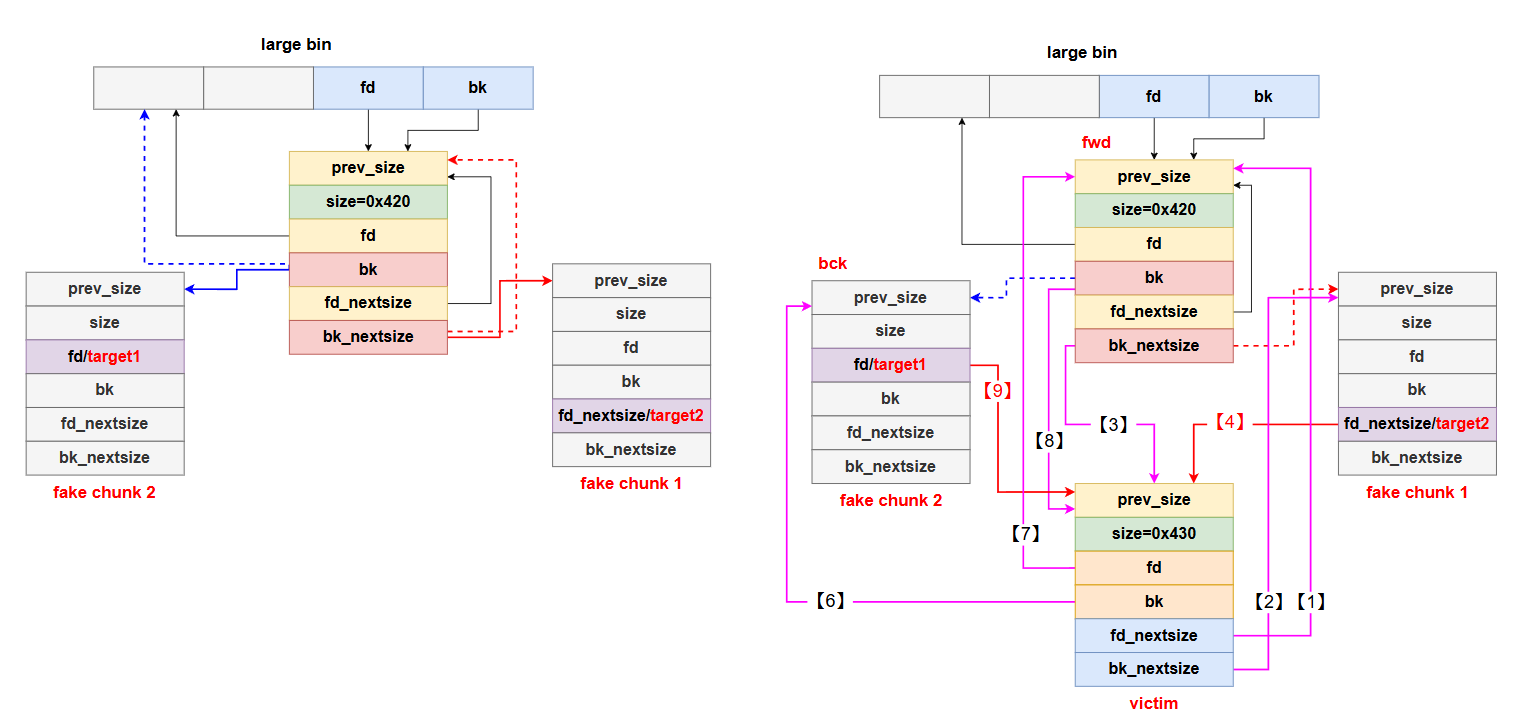 large bin
fd
bk
prev_size
size=0x420
fd
bk
fd_nextsize
bk_nextsize
prev_size
size
fd/target1
bk
fd_nextsize
bk_nextsize
fake chunk 2
prev_size
size
fd
bk
fd_nextsize/target2
bk_nextsize
fake chunk 1
large bin
fd
bk
fwd
prev_size
size=0x420
fd
bk
fd_nextsize
bk_nextsize
bck
prev_size
size
fd/target1
bk
fd_nextsize
bk_nextsize
fake chunk 2
prev_size
size
fd
bk
fd_nextsize/target2
bk_nextsize
fake chunk 1
【9】
【3】
【4】
【8】
【7】
【6】
【2】
【1】
prev_size
size=0x430
fd
bk
fd_nextsize
bk_nextsize
victim